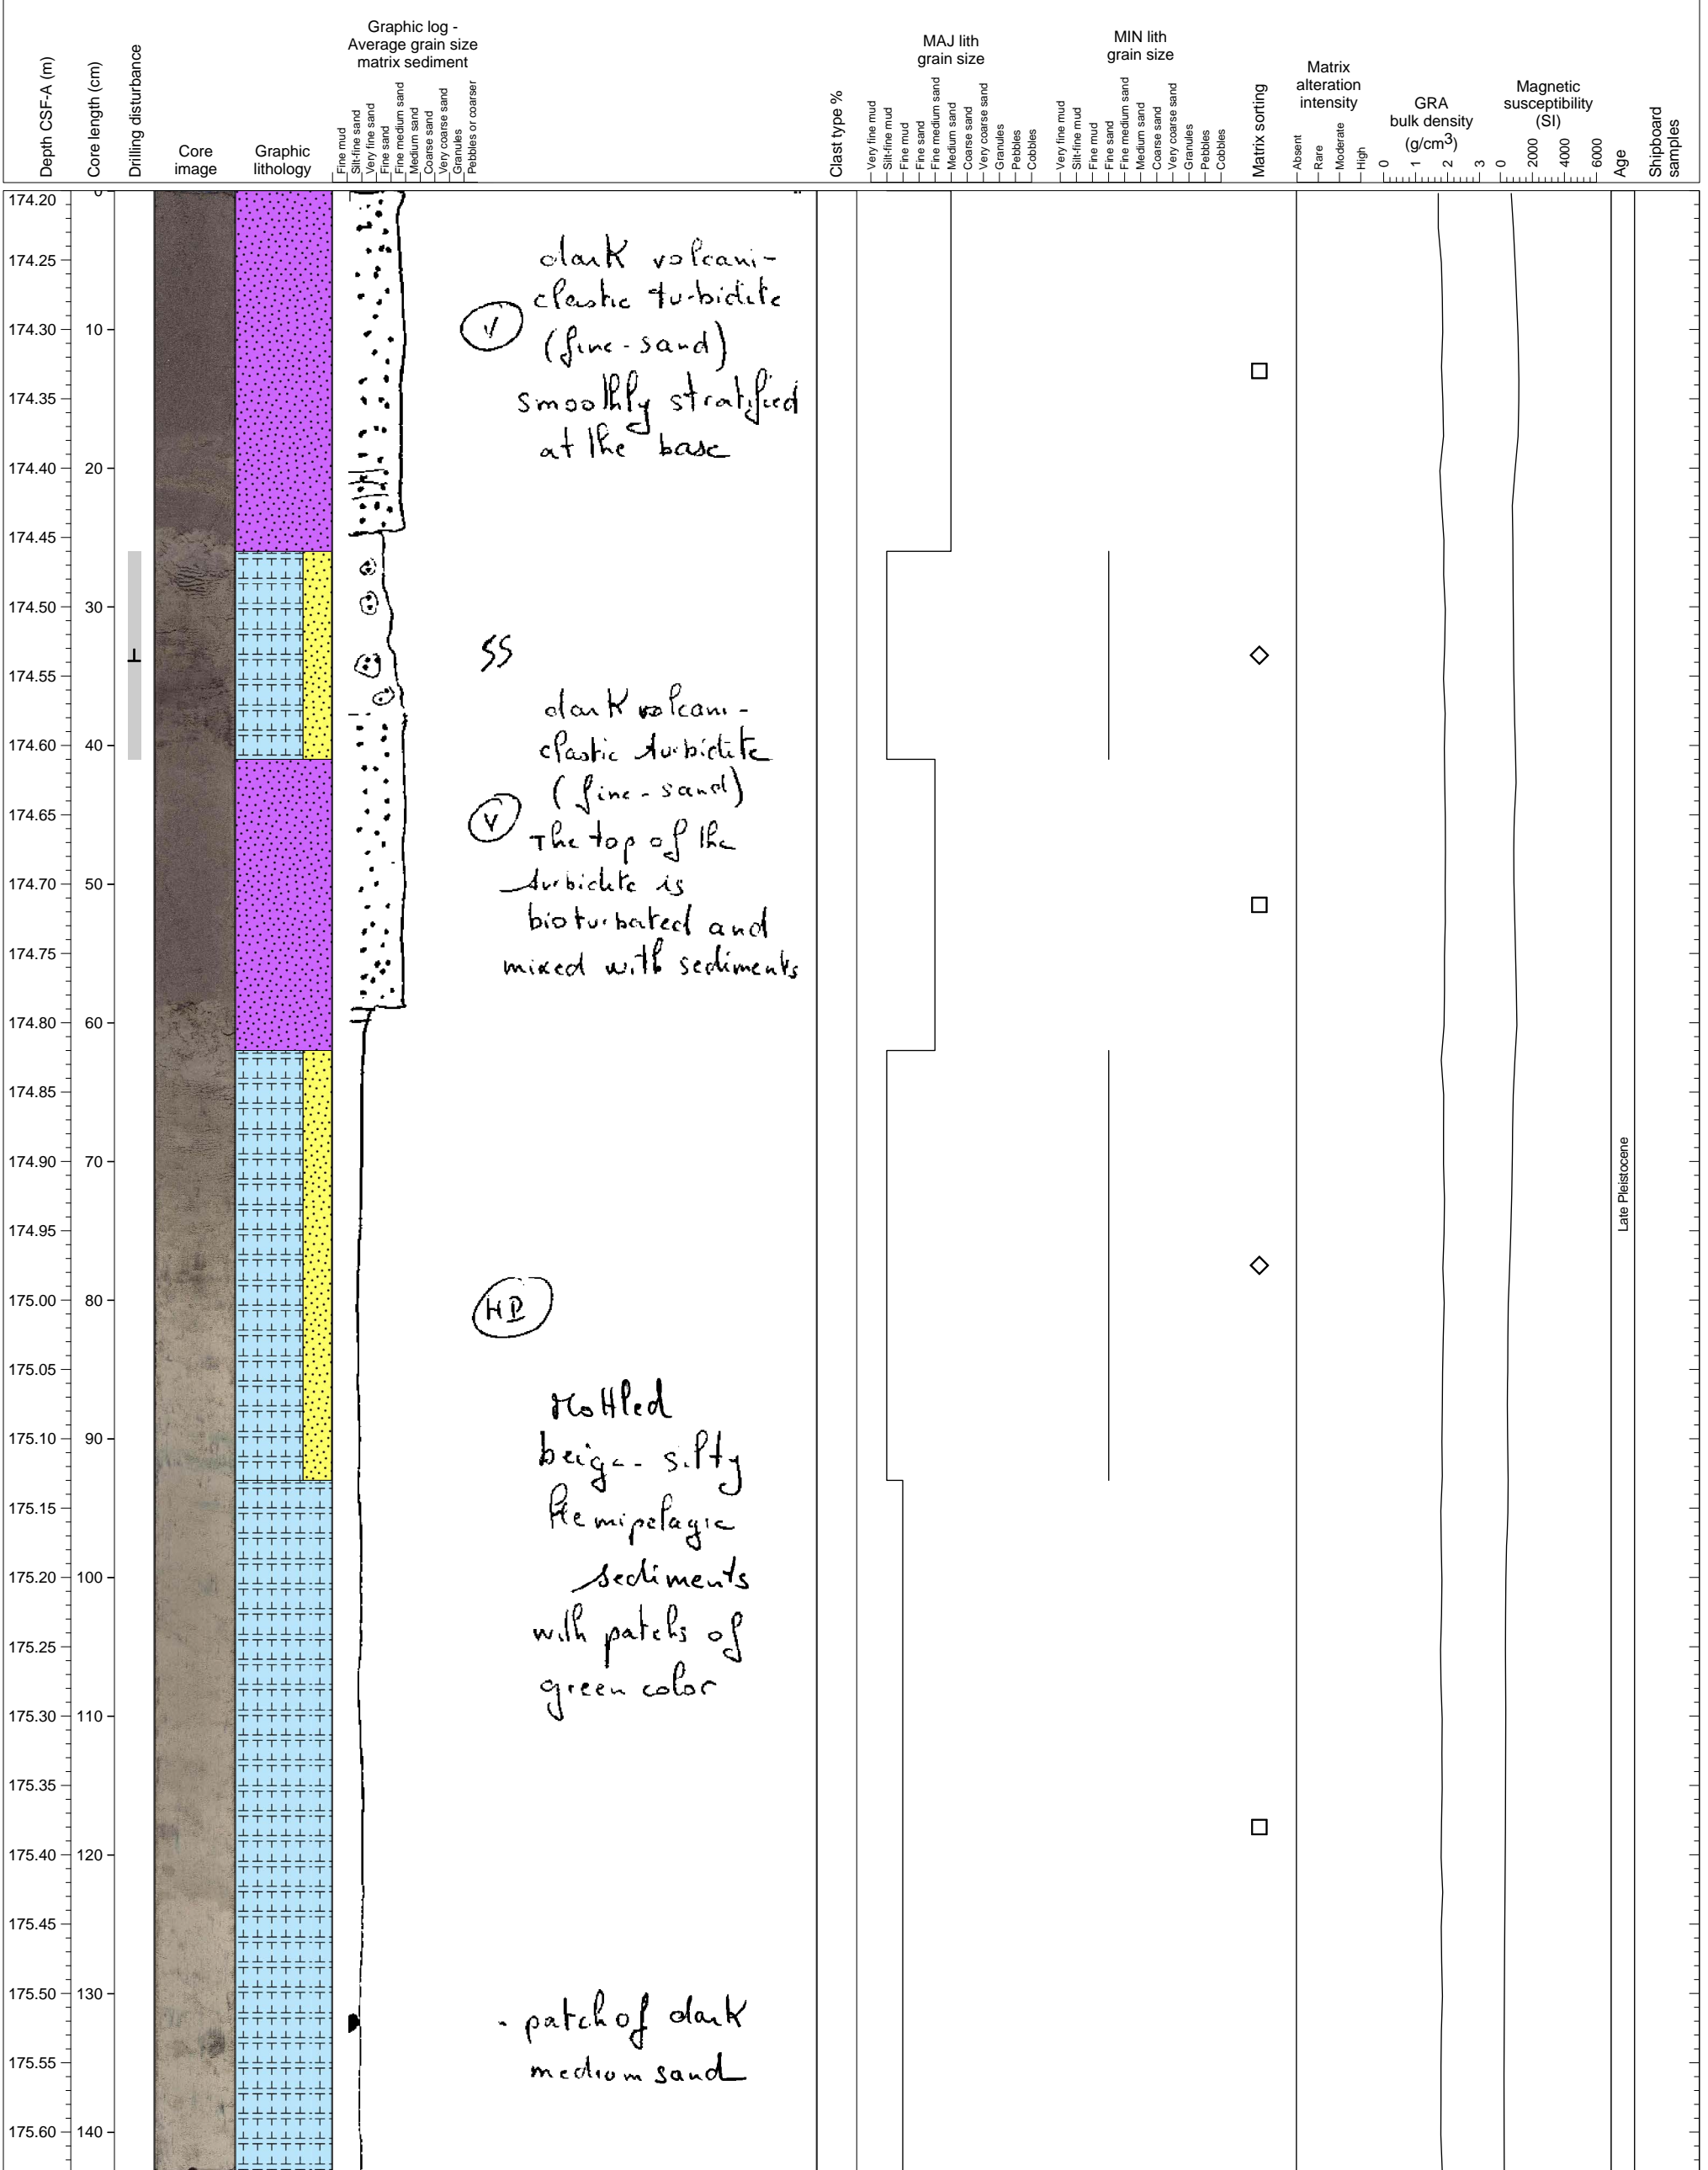 Depth CSF-A (m)
Core length (cm)
Drilling disturbance
Core
image
Graphic
lithology
Graphic log -
Average grain size
matrix sediment
Fine mud
Silt-fine sand
Very fine sand
Fine sand
Fine medium sand
Medium sand
Coarse sand
Very coarse sand
Granules
Pebbles or coarser
Clast type %
MAJ lith
grain size
Very fine mud
Silt-fine mud
Fine mud
Fine sand
Fine medium sand
Medium sand
Coarse sand
Very coarse sand
Granules
Pebbles
Cobbles
MIN lith
grain size
Very fine mud
Silt-fine mud
Fine mud
Fine sand
Fine medium sand
Medium sand
Coarse sand
Very coarse sand
Granules
Pebbles
Cobbles
Matrix sorting
Matrix
alteration
intensity
Absent
Rare
Moderate
High
GRA
bulk density
(g/cm3)
0 1 2 3
Magnetic
susceptibility
(SI)
0 2000 4000 6000
Age
Shipboard
samples
174.20 0
174.25
174.30 10
174.35
174.40 20
174.45
174.50 30
174.55
174.60 40
174.65
174.70 50
174.75
174.80 60
174.85
174.90 70
174.95
175.00 80
175.05
175.10 90
175.15
175.20 100
175.25
175.30 110
175.35
175.40 120
175.45
175.50 130
175.55
175.60 140
dark volcani-
clastic turbidite
V
(fine-sand)
smoothly stratified
at the base
SS
dark volcani-
clastic turbidite
(fine-sand)
V
The top of the
turbidite is
bioturbated and
mixed with sediments
HP
Mottled
beige- silty
Hemipelagic
sediments
with patchs of
green color
- patch of dark
medium sand
Late Pleistocene